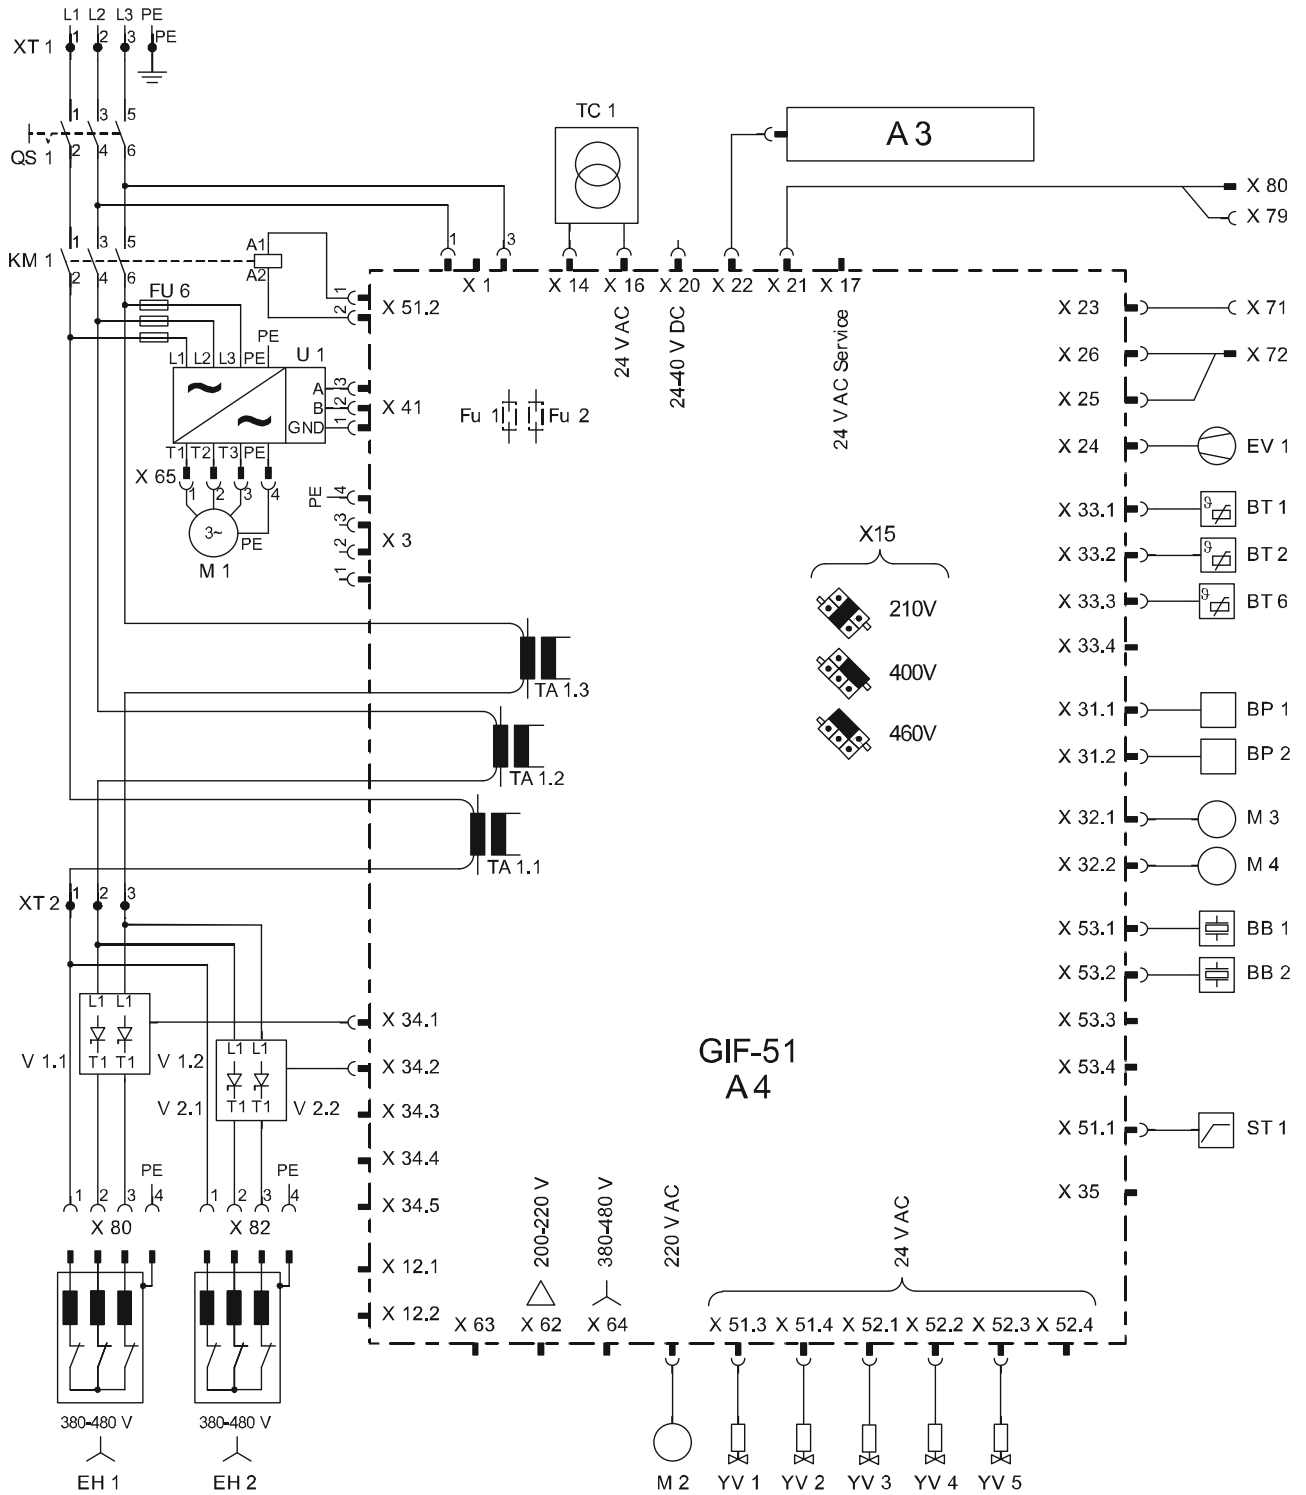 L1 L2 L3 PE
XT 1 1 2 3 PE
TC 1
A 3
1 3 5
QS 1
2 4 6
X 80
X 79
1 3
1 3 5
KM 1
2 4 6
A1
A2
X 1 X 14 X 16 X 20 X 22 X 21 X 17
1
2
X 51.2
24 V AC
24-40 V DC
24 V AC Service
X 23 X 71
X 26 X 72
X 25
X 24 EV 1
FU 6
PE
L1 L2 L3 PE
U 1
A 3
B 2
GND 1
X 41
Fu 1 Fu 2
T1 T2 T3 PE
X 65
1 2 3 4
3~
PE
M 1
PE 4
3
2
1
X 3
X15
210V
400V
460V
X 33.1 ϑ BT 1
X 33.2 ϑ BT 2
X 33.3 ϑ BT 6
X 33.4
TA 1.3
TA 1.2
TA 1.1
X 31.1 BP 1
X 31.2 BP 2
X 32.1 M 3
X 32.2 M 4
XT 2 1 2 3
X 53.1 BB 1
X 53.2 BB 2
X 53.3
X 53.4
X 51.1 ST 1
X 35
L1 L1
V 1.1 T1 T1 V 1.2
L1 L1
V 2.1 T1 T1 V 2.2
X 34.1
X 34.2
X 34.3
X 34.4
X 34.5
X 12.1
X 12.2
GIF-51
A 4
PE
1 2 3 4
X 80
PE
1 2 3 4
X 82
200-220 V
380-480 V
220 V AC
24 V AC
X 63 X 62 X 64 X 51.3 X 51.4 X 52.1 X 52.2 X 52.3 X 52.4
380-480 V
EH 1
380-480 V
EH 2
M 2 YV 1 YV 2 YV 3 YV 4 YV 5